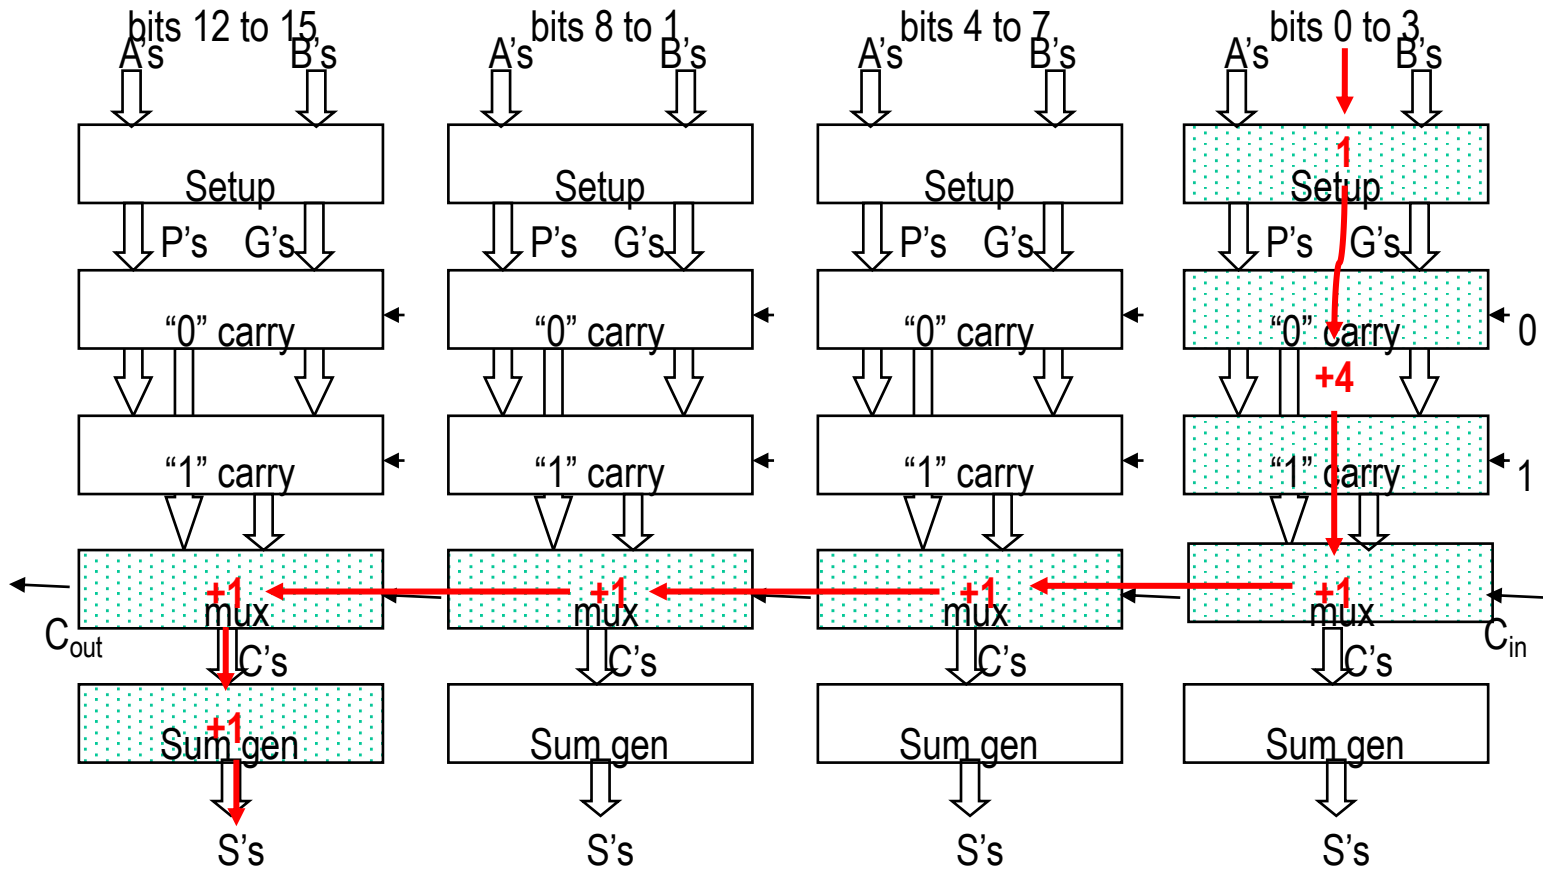 bits 12 to 15 bits 8 to 1 bits 4 to 7 bits 0 to 3
A's B's A's B's A's B's A's B's
1
Setup Setup Setup Setup
P's G's P's G's P's G's P's G's
“0” carry “0” carry “0” carry “0” carry 0
+4
“1” carry “1” carry “1” carry “1” carry 1
+1 +1 +1 +1
mux mux mux mux
Cout Cin
C's C's C's C's
+1
Sum gen Sum gen Sum gen Sum gen
S's S's S's S's